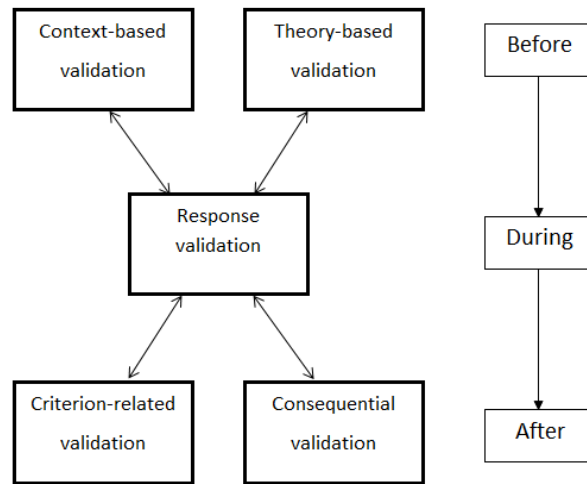 Context-based
validation
Theory-based
validation
Before
Response
validation
During
Criterion-related
validation
Consequential
validation
After